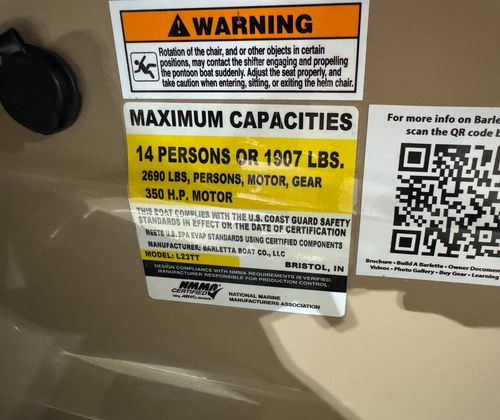 WARNING
Rotation of the chair, and or other objects in certain
positions, may contact the shifter engaging and propelling
the pontoon boat suddenly. Adjust the seat properly, and
take caution when entering, sitting, or exiting the helm chair.
MAXIMUM CAPACITIES
14 PERSONS OR 1907 LBS.
2690 LBS, PERSONS, MOTOR, GEAR
350 H.P. MOTOR
THIS BOAT COMPLIES WITH THE U.S. COAST GUARD SAFETY
STANDARDS IN EFFECT ON THE DATE OF CERTIFICATION
MEETS U.S. EPA EVAP STANDARDS USING CERTIFIED COMPONENTS
MANUFACTURER: BARLETTA BOAT CO., LLC
MODEL: L23TT BRISTOL, IN
DESIGN COMPLIANCE WITH NMMA REQUIREMENTS IS VERIFIED.
MANUFACTURER RESPONSIBLE FOR PRODUCTION CONTROL.
NMMA
CERTIFIED
using ABYC
NATIONAL MARINE
MANUFACTURERS ASSOCIATION
For more info on Barle
scan the QR code b
Brochure • Build A Barletta • Owner Docume
Videos • Photo Gallery • Buy Gear • Learning